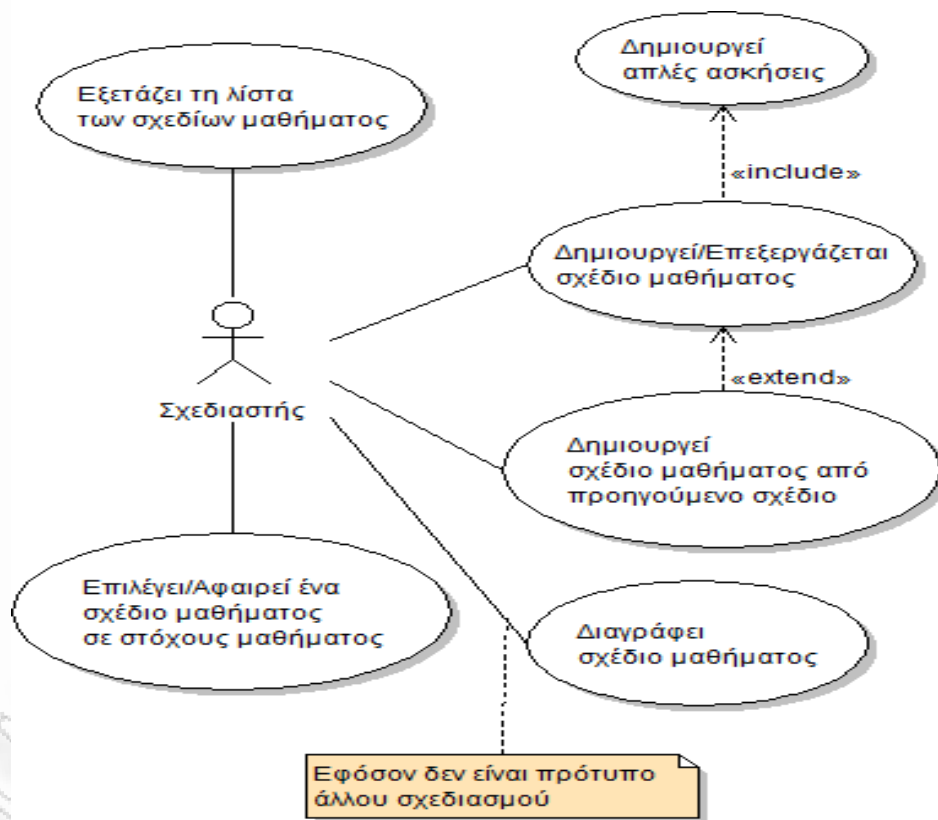 Εξετάζει τη λίστα
των σχεδίων μαθήματος
Δημιουργεί
απλές ασκήσεις
«include»
Δημιουργεί/Επεξεργάζεται
σχέδιο μαθήματος
«extend»
Σχεδιαστής
Δημιουργεί
σχέδιο μαθήματος από
προηγούμενο σχέδιο
Επιλέγει/Αφαιρεί ένα
σχέδιο μαθήματος
σε στόχους μαθήματος
Διαγράφει
σχέδιο μαθήματος
Εφόσον δεν είναι πρότυπο
άλλου σχεδιασμού